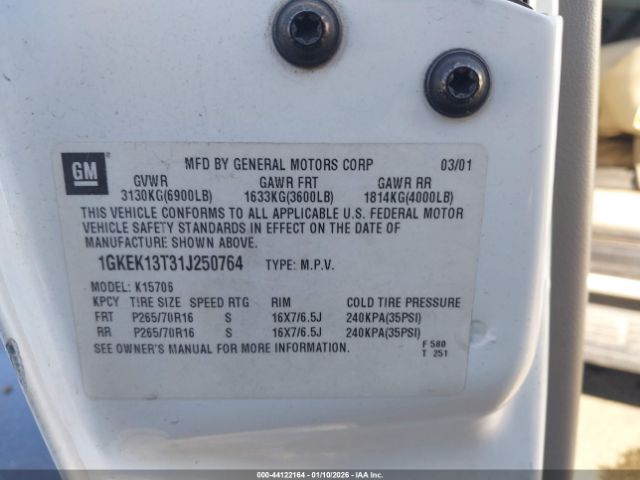 GM
MFD BY GENERAL MOTORS CORP 03/01
GVWR GAWR FRT GAWR RR
3130KG(6900LB) 1633KG(3600LB) 1814KG(4000LB)
THIS VEHICLE CONFORMS TO ALL APPLICABLE U.S. FEDERAL MOTOR
VEHICLE SAFETY STANDARDS IN EFFECT ON THE DATE OF
MANUFACTURE SHOWN ABOVE.
1GKEK13T31J250764 TYPE: M.P.V.
MODEL: K15706
KPCY TIRE SIZE SPEED RTG RIM COLD TIRE PRESSURE
FRT P265/70R16 S 16X7/6.5J 240KPA(35PSI)
RR P265/70R16 S 16X7/6.5J 240KPA(35PSI)
SEE OWNER'S MANUAL FOR MORE INFORMATION.
F 580
T 251
000-44122164 - 01/10/2026 - IAAI.CA